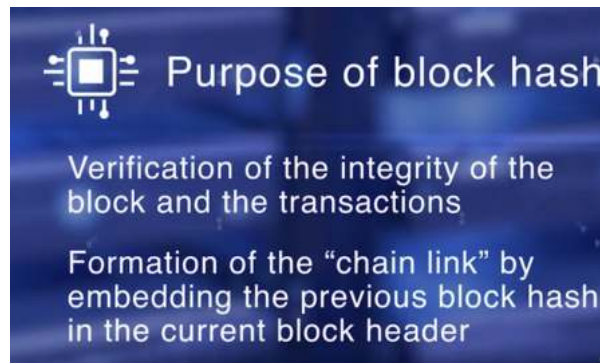 Purpose of block hash
Verification of the integrity of the
block and the transactions
Formation of the “chain link” by
embedding the previous block hash
in the current block header